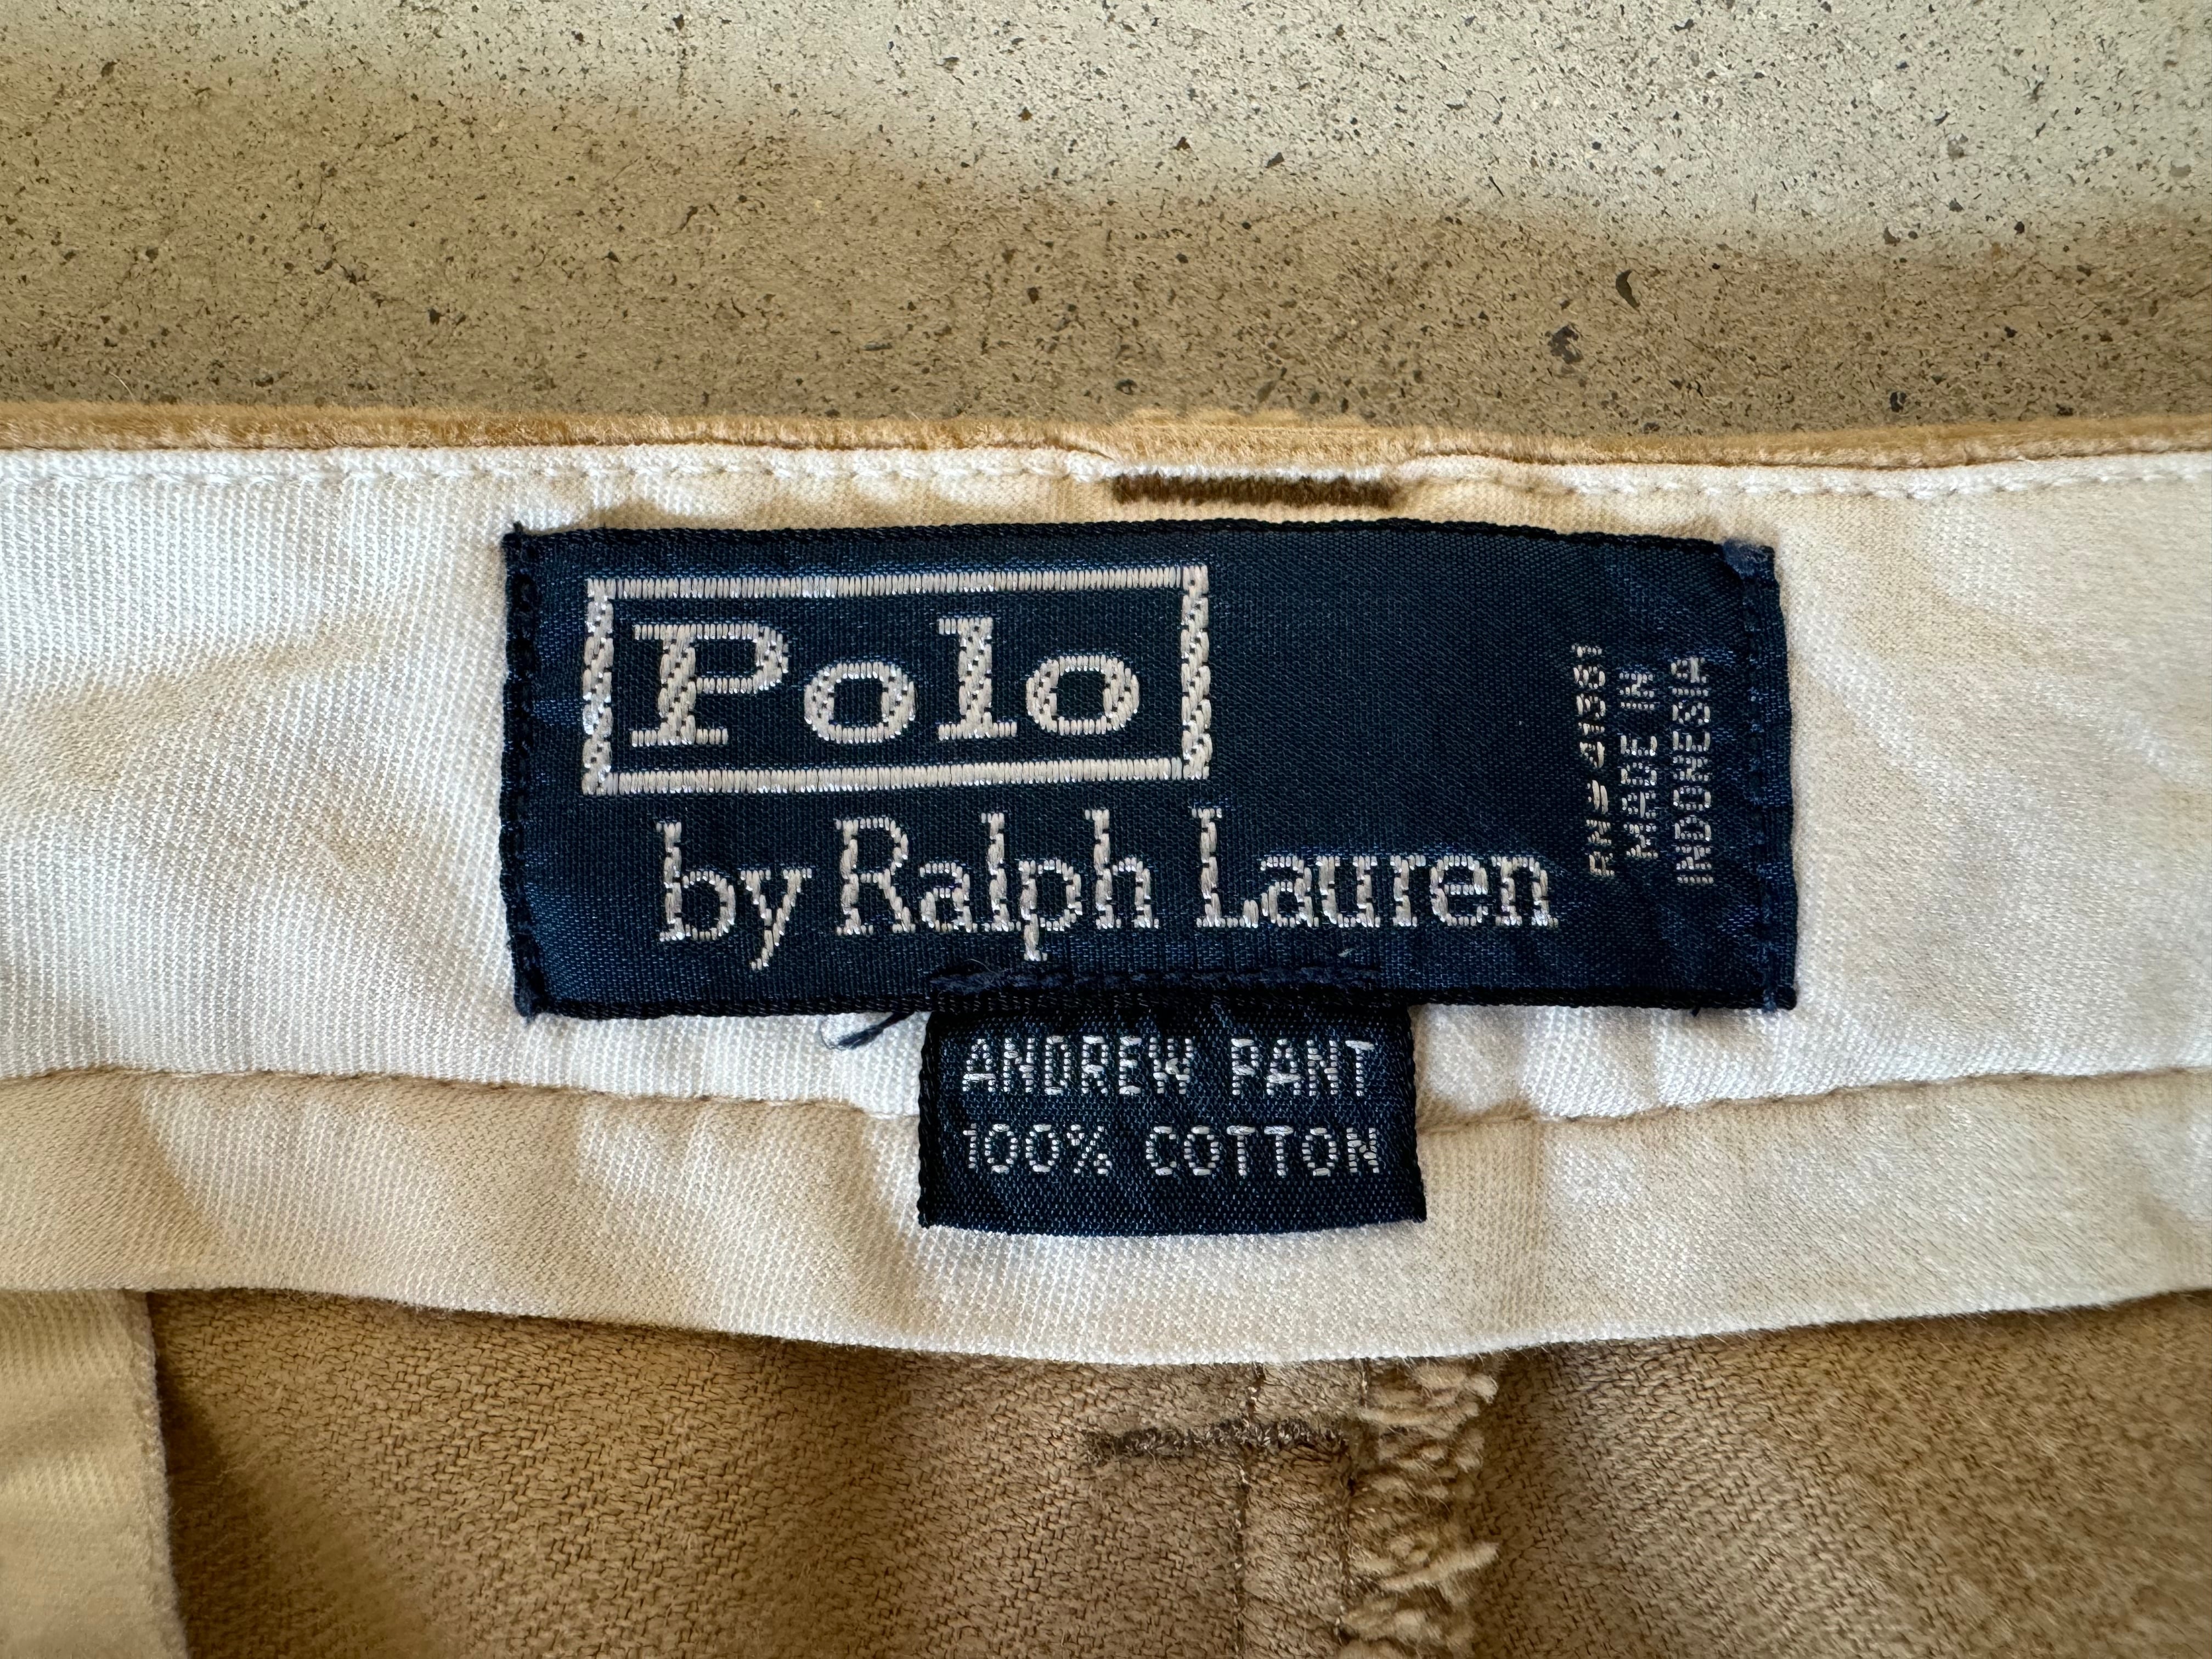 Polo
by Ralph Lauren
RN=41381
MADE IN
INDONESIA
ANDREW PANT
100% COTTON